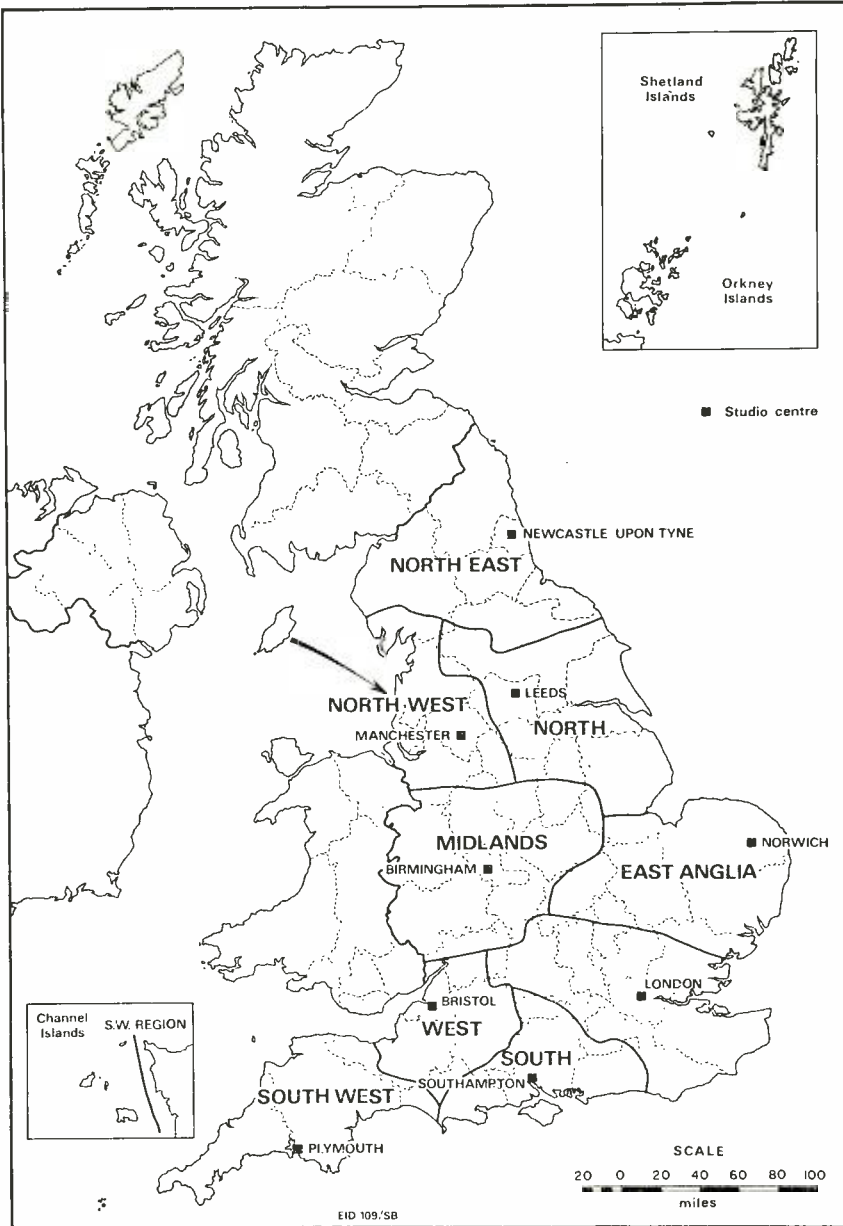 Shetland
Islands
Orkney
Islands
Studio centre
NEWCASTLE UPON TYNE
NORTH EAST
LEEDS
NORTH WEST
MANCHESTER
NORTH
MIDLANDS
NORWICH
BIRMINGHAM
EAST ANGLIA
LONDON
BRISTOL
Channel
Islands
S.W. REGION
WEST
SOUTH
SOUTHAMPTON
SOUTH WEST
PLYMOUTH
SCALE
20 0 20 40 60 80 100
miles
EID 109/SB